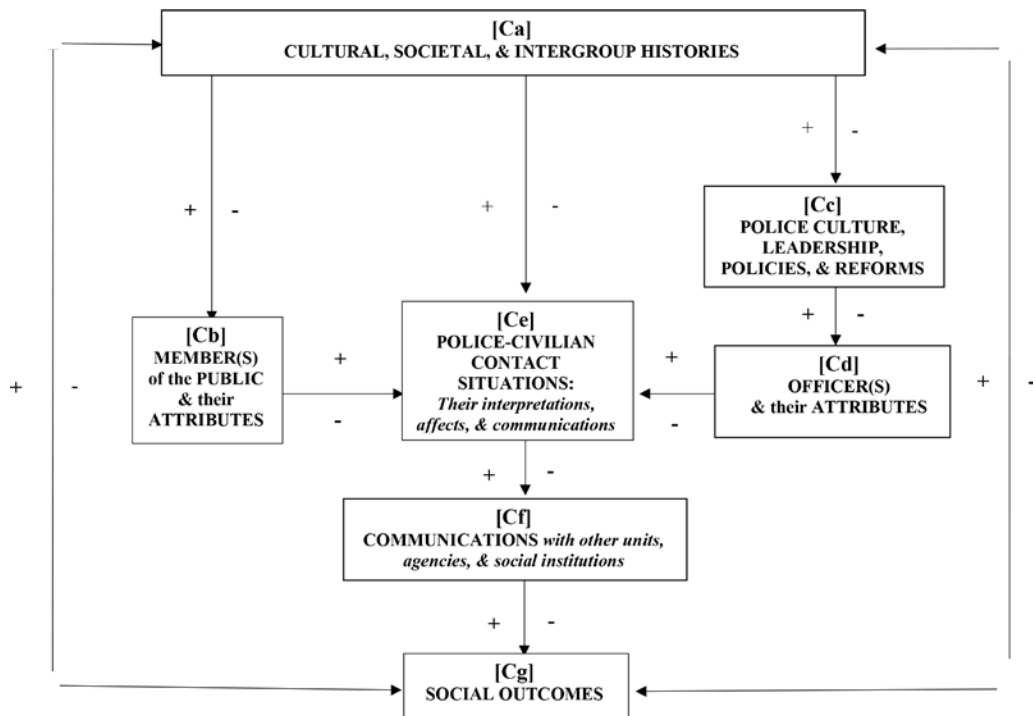 [Ca]
CULTURAL, SOCIETAL, & INTERGROUP HISTORIES
+ -
[Cc]
POLICE CULTURE,
LEADERSHIP,
POLICIES, & REFORMS
+ -
+ -
[Cb]
MEMBER(S)
of the PUBLIC
& their
ATTRIBUTES
[Ce]
POLICE-CIVILIAN
CONTACT
SITUATIONS:
Their interpretations,
affects, & communications
+ -
[Cd]
OFFICER(S)
& their ATTRIBUTES
+
-
+
-
+ -
+ -
+ -
[Cf]
COMMUNICATIONS with other units,
agencies, & social institutions
+ -
[Cg]
SOCIAL OUTCOMES